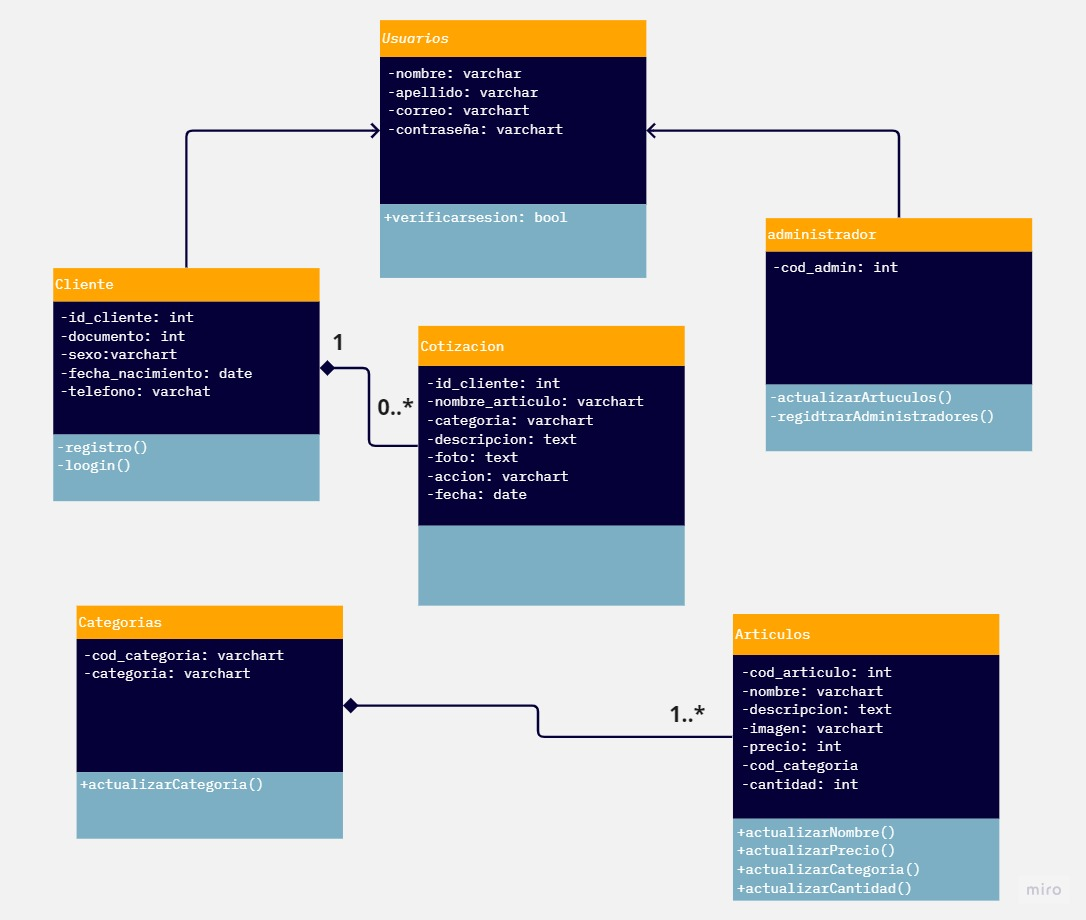 Usuarios
-nombre: varchar
-apellido: varchar
-correo: varchart
-contraseña: varchart
+verificarsesion: bool
administrador
-cod_admin: int
-actualizarArtuculos()
-regidtrarAdministradores()
Cliente
-id_cliente: int
-documento: int
-sexo:varchart
-fecha_nacimiento: date
-telefono: varchat
-registro()
-loogin()
1
0..*
Cotizacion
-id_cliente: int
-nombre_articulo: varchart
-categoria: varchart
-descripcion: text
-foto: text
-accion: varchart
-fecha: date
Categorias
-cod_categoria: varchart
-categoria: varchart
+actualizarCategoria()
1..*
Articulos
-cod_articulo: int
-nombre: varchart
-descripcion: text
-imagen: varchart
-precio: int
-cod_categoria
-cantidad: int
+actualizarNombre()
+actualizarPrecio()
+actualizarCategoria()
+actualizarCantidad()
miro